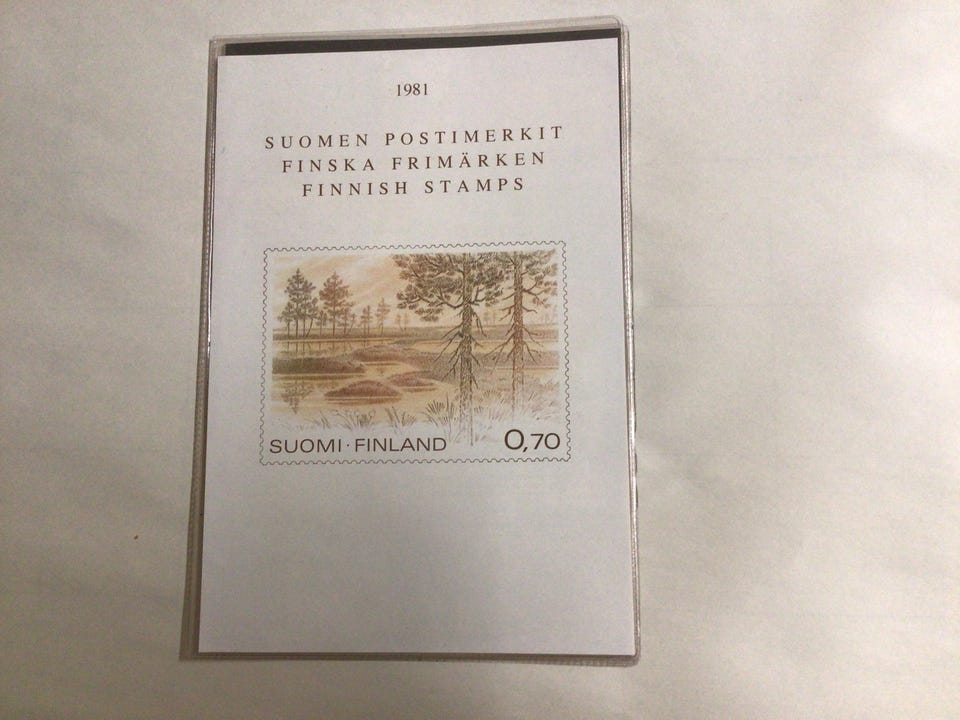 1981
SUOMEN POSTIMERKIT
FINSKA FRIMÄRKEN
FINNISH STAMPS
SUOMI·FINLAND 0,70